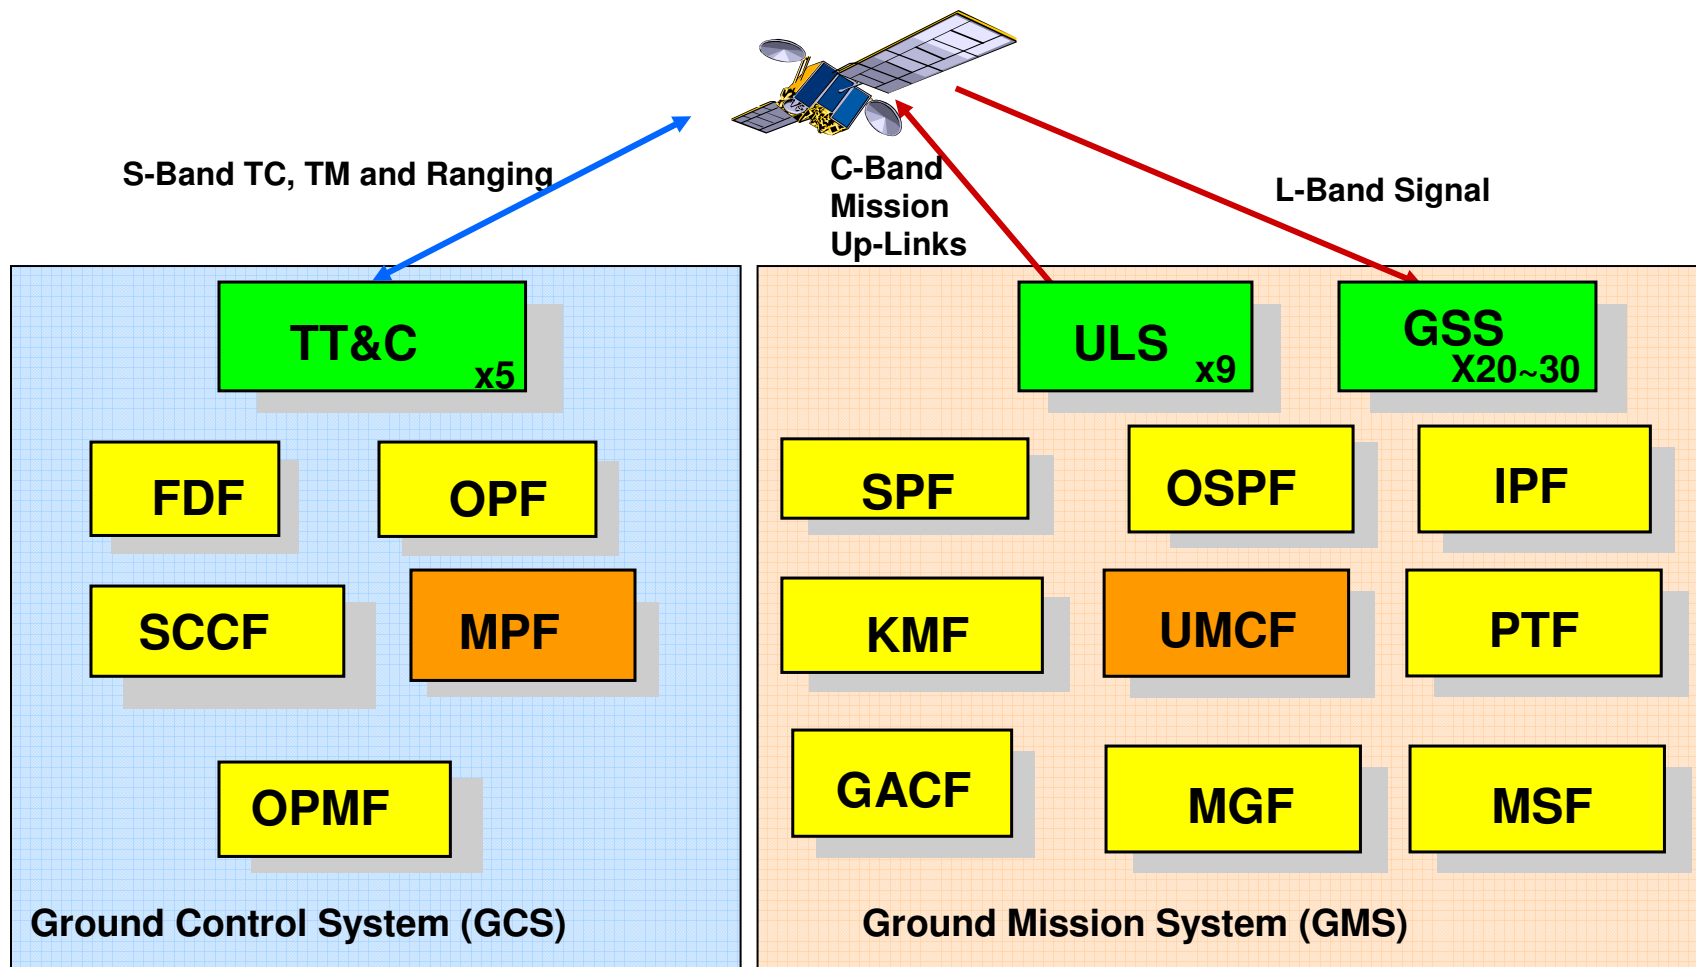 S-Band TC, TM and Ranging
C-Band
Mission
Up-Links
L-Band Signal
TT&C
x5
ULS
x9
GSS
X20~30
FDF
OPF
SPF
OSPF
IPF
SCCF
MPF
KMF
UMCF
PTF
OPMF
GACF
MGF
MSF
Ground Control System (GCS)
Ground Mission System (GMS)